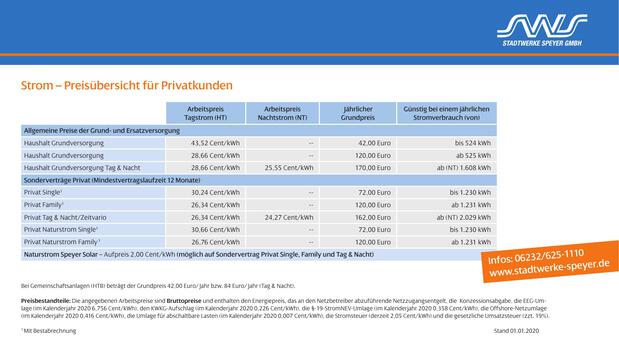 SWS
STADTWERKE SPEYER GMBH
Strom – Preisübersicht für Privatkunden
Arbeitspreis Tagstrom (HT) Arbeitspreis Nachtstrom (NT) Jährlicher Grundpreis Günstig bei einem jährlichen Stromverbrauch (von)
Allgemeine Preise der Grund- und Ersatzversorgung
Haushalt Grundversorgung 43,52 Cent/kWh -- 42,00 Euro/Jahr bis 524 kWh
Haushalt Grundversorgung 28,66 Cent/kWh -- 120,00 Euro/Jahr ab 525 kWh
Haushalt Grundversorgung Tag & Nacht 28,66 Cent/kWh 25,55 Cent/kWh 170,00 Euro/Jahr ab (NT) 1.608 kWh
Sonderverträge Privat (Mindestvertragslaufzeit 12 Monate)
Privat Single¹ 30,24 Cent/kWh -- 72,00 Euro/Jahr bis 1.230 kWh
Privat Family¹ 26,34 Cent/kWh -- 120,00 Euro/Jahr ab 1.231 kWh
Privat Tag & Nacht/Zeitvario 26,34 Cent/kWh 24,27 Cent/kWh 162,00 Euro/Jahr ab (NT) 2.029 kWh
Privat Naturstrom Single¹ 30,66 Cent/kWh -- 72,00 Euro/Jahr bis 1.230 kWh
Privat Naturstrom Family¹ 26,76 Cent/kWh -- 120,00 Euro/Jahr ab 1.231 kWh
Naturstrom Speyer Solar – Aufpreis 2,00 Cent/kWh (möglich auf Sondervertrag Privat Single, Family und Tag & Nacht)
Infos: 06232/625-1110
www.stadtwerke-speyer.de
Bei Gemeinschaftsanlagen (HTB) beträgt der Grundpreis 42,00 Euro/Jahr bzw. 84 Euro/Jahr (Tag & Nacht).
Preisbestandteile: Die angegebenen Arbeitspreise sind Bruttopreise und enthalten den Energiepreis, das an den Netzbetreiber abzuführende Netzzugangsentgelt, die Konzessionsabgabe, die EEG-Um-
lage (im Kalenderjahr 2020 6,756 Cent/kWh), den KWKG-Aufschlag (im Kalenderjahr 2020 0,226 Cent/kWh), die §-19-StromNEV-Umlage (im Kalenderjahr 2020 0,358 Cent/kWh), die Offshore-Netzumlage
(im Kalenderjahr 2020 0,416 Cent/kWh), die Umlage für abschaltbare Lasten (im Kalenderjahr 2020 0,007 Cent/kWh), die Stromsteuer (derzeit 2,05 Cent/kWh) und die gesetzliche Umsatzsteuer (zzt. 19%).
¹ Mit Bestabrechnung Stand 01.01.2020